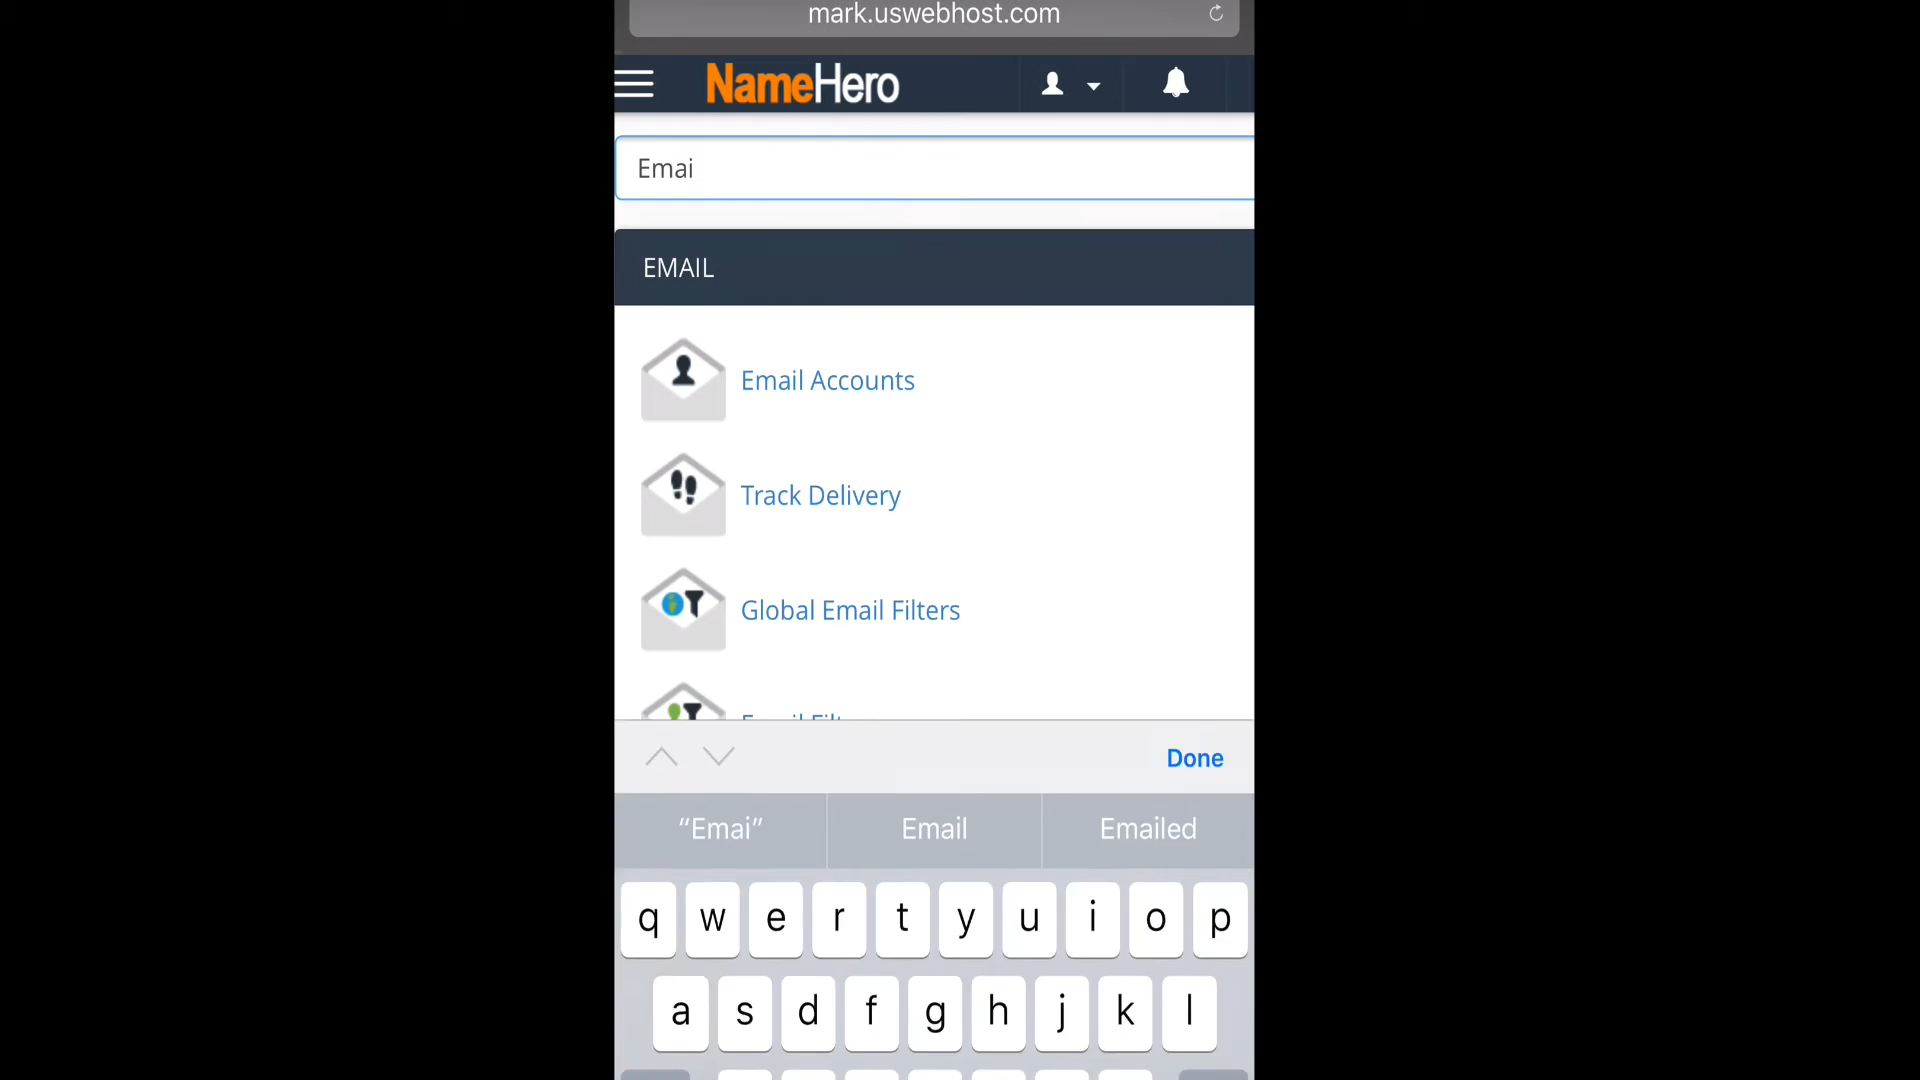 mark.uswebhost.com
NameHero
Emai
EMAIL
Email Accounts
Track Delivery
Global Email Filters
Done
“Emai” Email Emailed
q w e r t y u i o p
a s d f g h j k l